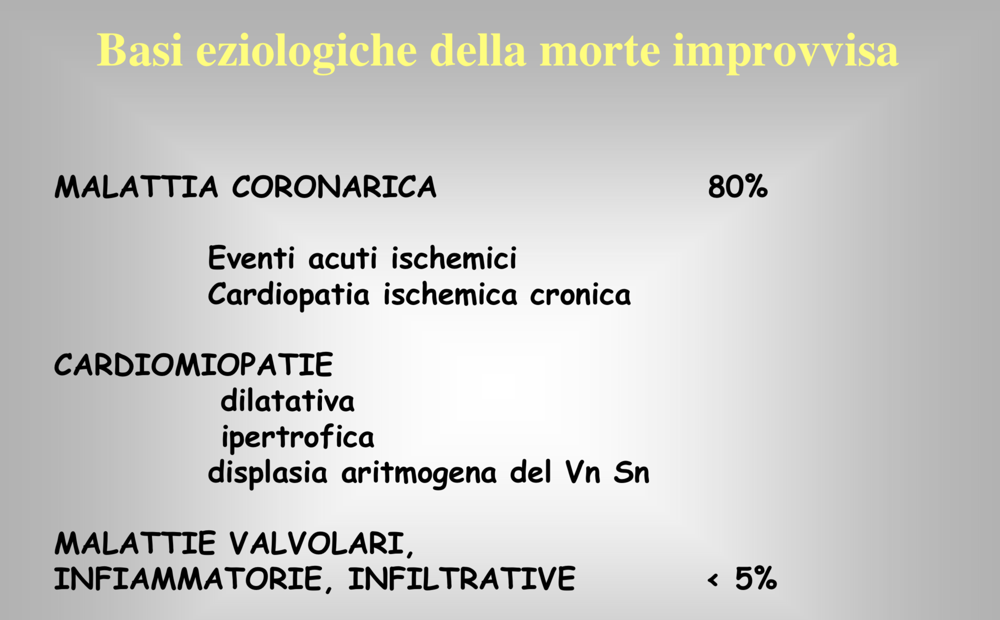 Basi eziologiche della morte improvvisa
MALATTIA CORONARICA 80%
Eventi acuti ischemici
Cardiopatia ischemica cronica
CARDIOMIOPATIE
dilatativa
ipertrofica
displasia aritmogena del Vn Sn
MALATTIE VALVOLARI,
INFIAMMATORIE, INFILTRATIVE < 5%